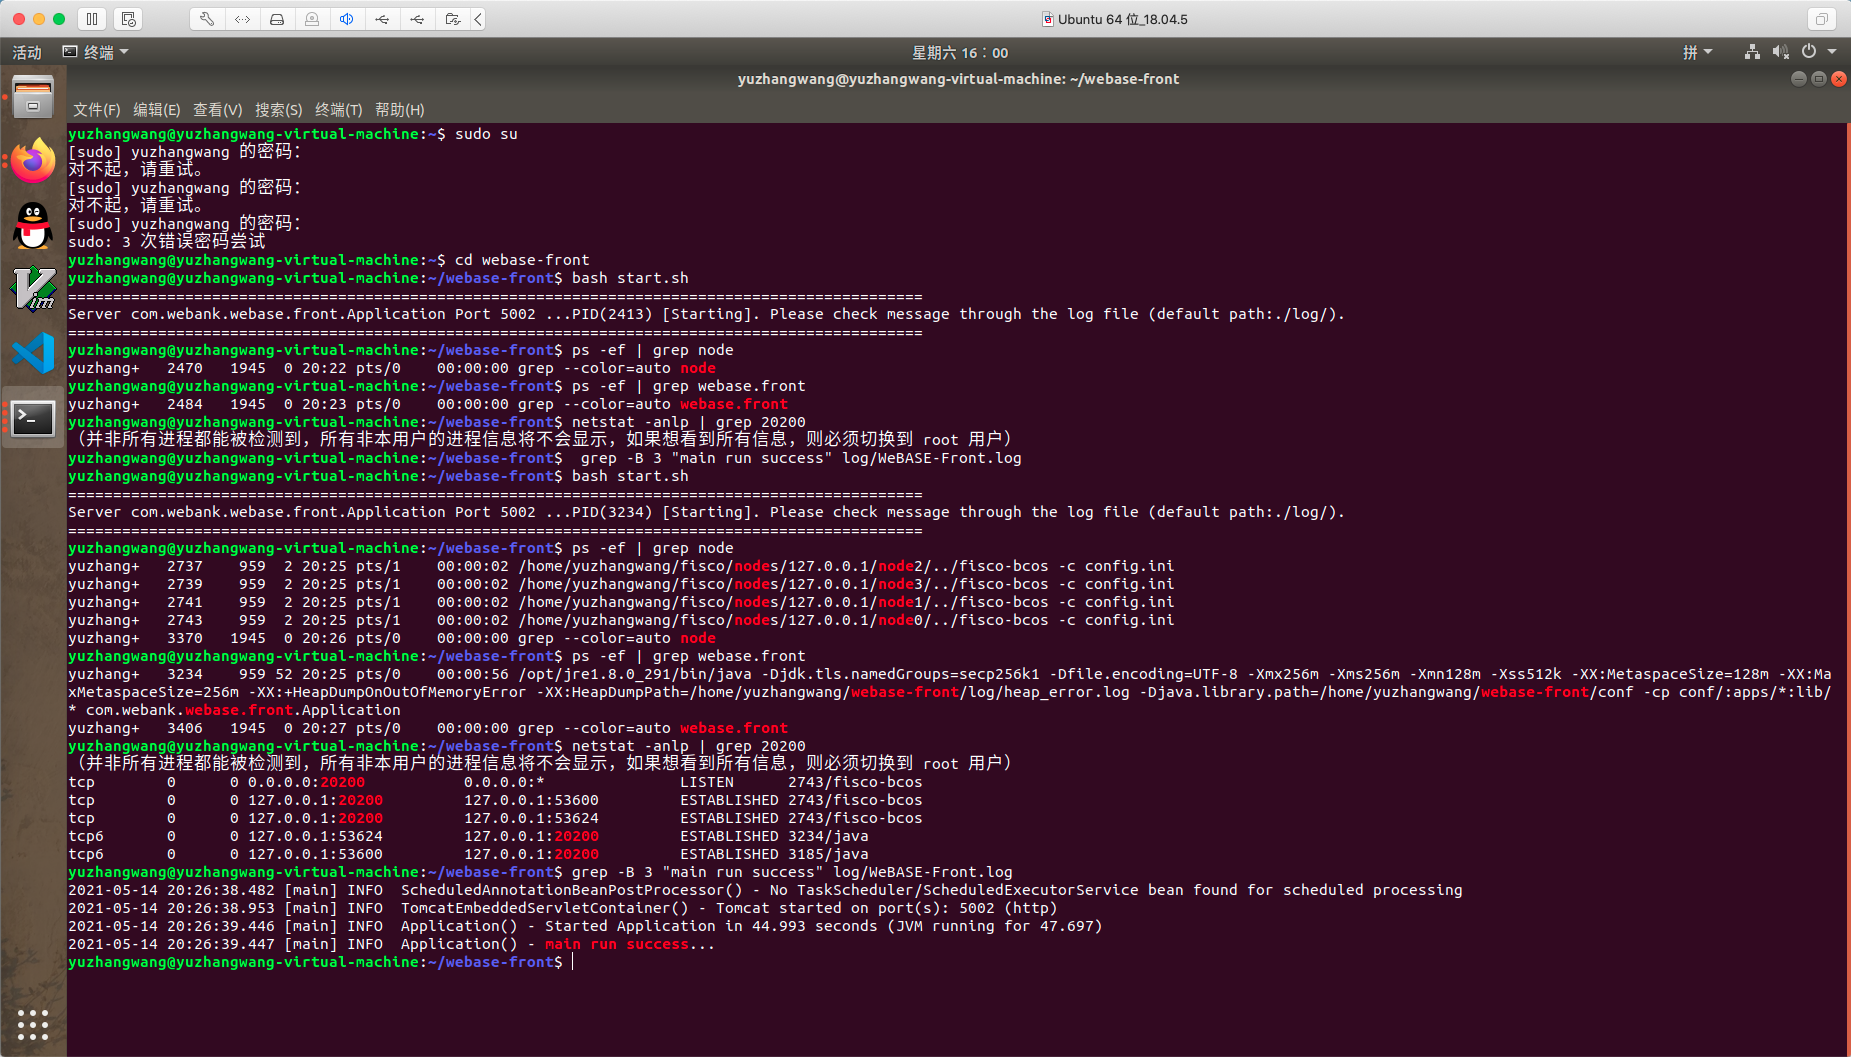 Ubuntu 64 位_18.04.5
活动 终端 星期六 16：00 拼
yuzhangwang@yuzhangwang-virtual-machine: ~/webase-front
文件(F) 编辑(E) 查看(V) 搜索(S) 终端(T) 帮助(H)
yuzhangwang@yuzhangwang-virtual-machine:~$ sudo su
[sudo] yuzhangwang 的密码：
对不起，请重试。
[sudo] yuzhangwang 的密码：
对不起，请重试。
[sudo] yuzhangwang 的密码：
sudo: 3 次错误密码尝试
yuzhangwang@yuzhangwang-virtual-machine:~$ cd webase-front
yuzhangwang@yuzhangwang-virtual-machine:~/webase-front$ bash start.sh
===============================================================================================
Server com.webank.webase.front.Application Port 5002 ...PID(2413) [Starting]. Please check message through the log file (default path:./log/).
===============================================================================================
yuzhangwang@yuzhangwang-virtual-machine:~/webase-front$ ps -ef | grep node
yuzhang+   2470   1945  0 20:22 pts/0    00:00:00 grep --color=auto node
yuzhangwang@yuzhangwang-virtual-machine:~/webase-front$ ps -ef | grep webase.front
yuzhang+   2484   1945  0 20:23 pts/0    00:00:00 grep --color=auto webase.front
yuzhangwang@yuzhangwang-virtual-machine:~/webase-front$ netstat -anlp | grep 20200
（并非所有进程都能被检测到，所有非本用户的进程信息将不会显示，如果想看到所有信息，则必须切换到 root 用户）
yuzhangwang@yuzhangwang-virtual-machine:~/webase-front$  grep -B 3 "main run success" log/WeBASE-Front.log
yuzhangwang@yuzhangwang-virtual-machine:~/webase-front$ bash start.sh
===============================================================================================
Server com.webank.webase.front.Application Port 5002 ...PID(3234) [Starting]. Please check message through the log file (default path:./log/).
===============================================================================================
yuzhangwang@yuzhangwang-virtual-machine:~/webase-front$ ps -ef | grep node
yuzhang+   2737    959  2 20:25 pts/1    00:00:02 /home/yuzhangwang/fisco/nodes/127.0.0.1/node2/../fisco-bcos -c config.ini
yuzhang+   2739    959  2 20:25 pts/1    00:00:02 /home/yuzhangwang/fisco/nodes/127.0.0.1/node3/../fisco-bcos -c config.ini
yuzhang+   2741    959  2 20:25 pts/1    00:00:02 /home/yuzhangwang/fisco/nodes/127.0.0.1/node1/../fisco-bcos -c config.ini
yuzhang+   2743    959  2 20:25 pts/1    00:00:02 /home/yuzhangwang/fisco/nodes/127.0.0.1/node0/../fisco-bcos -c config.ini
yuzhang+   3370   1945  0 20:26 pts/0    00:00:00 grep --color=auto node
yuzhangwang@yuzhangwang-virtual-machine:~/webase-front$ ps -ef | grep webase.front
yuzhang+   3234    959 52 20:25 pts/0    00:00:56 /opt/jre1.8.0_291/bin/java -Djdk.tls.namedGroups=secp256k1 -Dfile.encoding=UTF-8 -Xmx256m -Xms256m -Xmn128m -Xss512k -XX:MetaspaceSize=128m -XX:Ma
xMetaspaceSize=256m -XX:+HeapDumpOnOutOfMemoryError -XX:HeapDumpPath=/home/yuzhangwang/webase-front/log/heap_error.log -Djava.library.path=/home/yuzhangwang/webase-front/conf -cp conf/:apps/*:lib/
* com.webank.webase.front.Application
yuzhang+   3406   1945  0 20:27 pts/0    00:00:00 grep --color=auto webase.front
yuzhangwang@yuzhangwang-virtual-machine:~/webase-front$ netstat -anlp | grep 20200
（并非所有进程都能被检测到，所有非本用户的进程信息将不会显示，如果想看到所有信息，则必须切换到 root 用户）
tcp        0      0 0.0.0.0:20200           0.0.0.0:*               LISTEN      2743/fisco-bcos
tcp        0      0 127.0.0.1:20200         127.0.0.1:53600         ESTABLISHED 2743/fisco-bcos
tcp        0      0 127.0.0.1:20200         127.0.0.1:53624         ESTABLISHED 2743/fisco-bcos
tcp6       0      0 127.0.0.1:53624         127.0.0.1:20200         ESTABLISHED 3234/java
tcp6       0      0 127.0.0.1:53600         127.0.0.1:20200         ESTABLISHED 3185/java
yuzhangwang@yuzhangwang-virtual-machine:~/webase-front$ grep -B 3 "main run success" log/WeBASE-Front.log
2021-05-14 20:26:38.482 [main] INFO  ScheduledAnnotationBeanPostProcessor() - No TaskScheduler/ScheduledExecutorService bean found for scheduled processing
2021-05-14 20:26:38.953 [main] INFO  TomcatEmbeddedServletContainer() - Tomcat started on port(s): 5002 (http)
2021-05-14 20:26:39.446 [main] INFO  Application() - Started Application in 44.993 seconds (JVM running for 47.697)
2021-05-14 20:26:39.447 [main] INFO  Application() - main run success...
yuzhangwang@yuzhangwang-virtual-machine:~/webase-front$
Vim